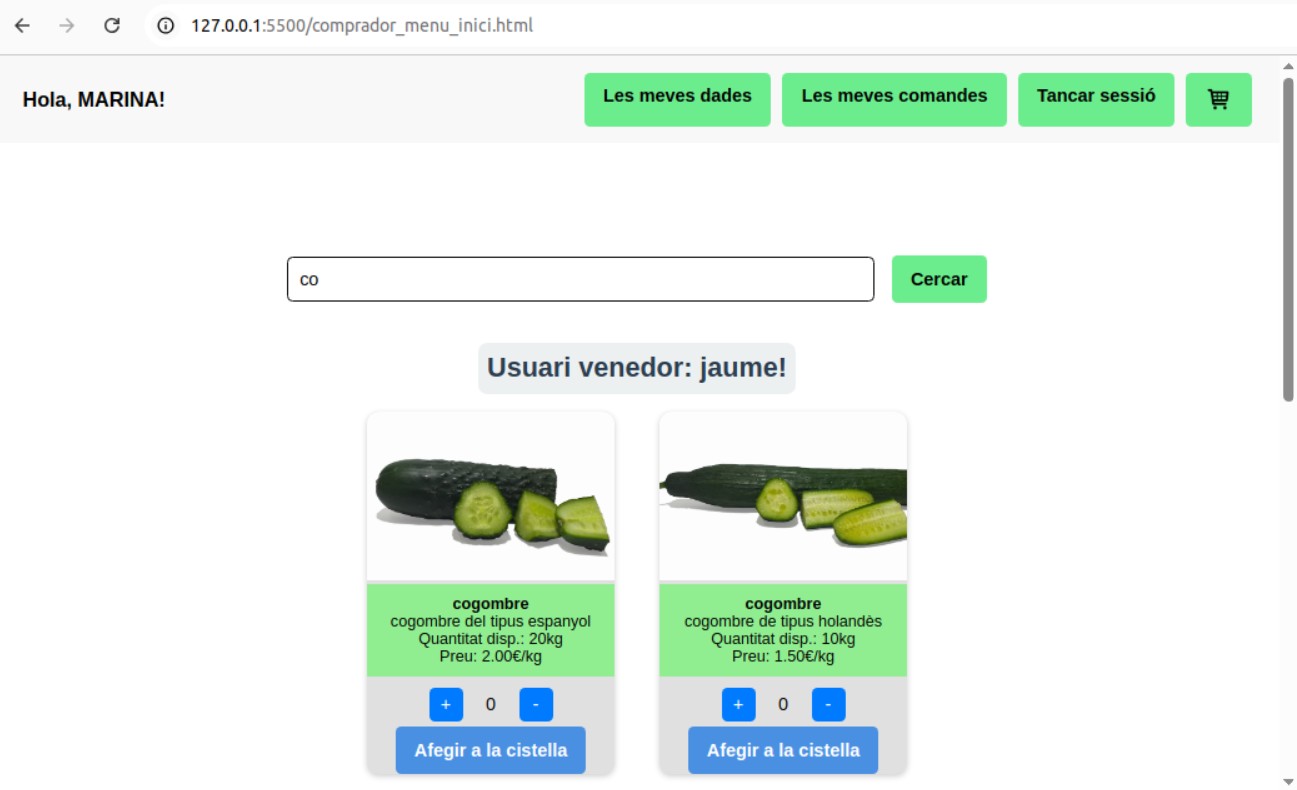 127.0.0.1:5500/comprador_menu_inici.html
Hola, MARINA!
Les meves dades
Les meves comandes
Tancar sessió
co
Cercar
Usuari venedor: jaume!
cogombre
cogombre del tipus espanyol
Quantitat disp.: 20kg
Preu: 2.00€/kg
+ 0 -
Afegir a la cistella
cogombre
cogombre de tipus holandès
Quantitat disp.: 10kg
Preu: 1.50€/kg
+ 0 -
Afegir a la cistella